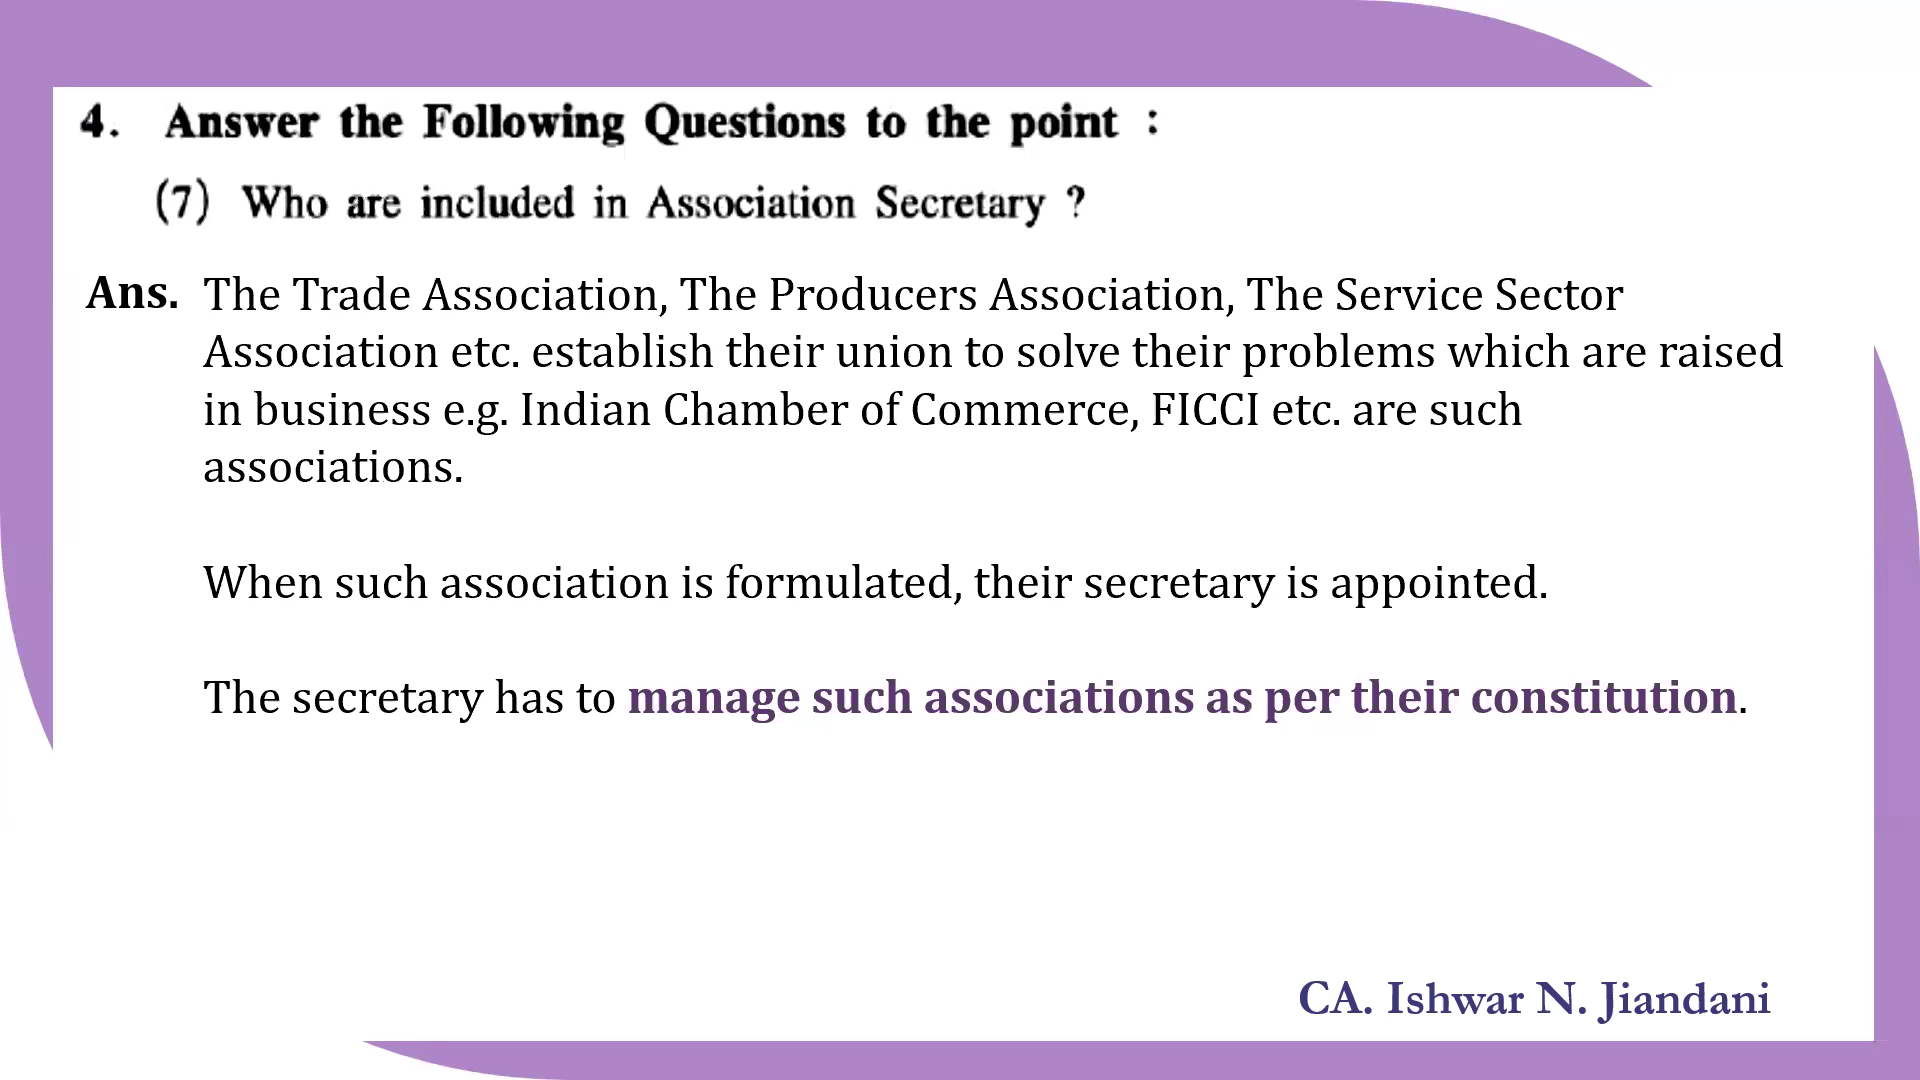 4. Answer the Following Questions to the point :
(7) Who are included in Association Secretary ?
Ans. The Trade Association, The Producers Association, The Service Sector
Association etc. establish their union to solve their problems which are raised
in business e.g. Indian Chamber of Commerce, FICCI etc. are such
associations.
When such association is formulated, their secretary is appointed.
The secretary has to manage such associations as per their constitution.
CA. Ishwar N. Jiandani